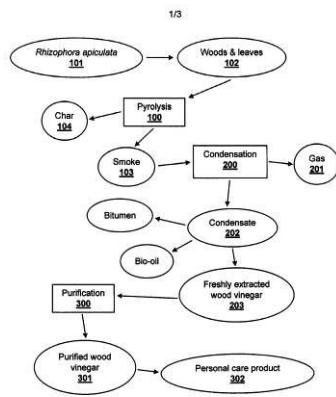 1/3
Rhizophora apiculata
101
Woods & leaves
102
Pyrolysis
100
Char
104
Smoke
103
Condensation
200
Gas
201
Bitumen
Condensate
202
Bio-oil
Freshly extracted
wood vinegar
203
Purification
300
Purified wood
vinegar
301
Personal care product
302